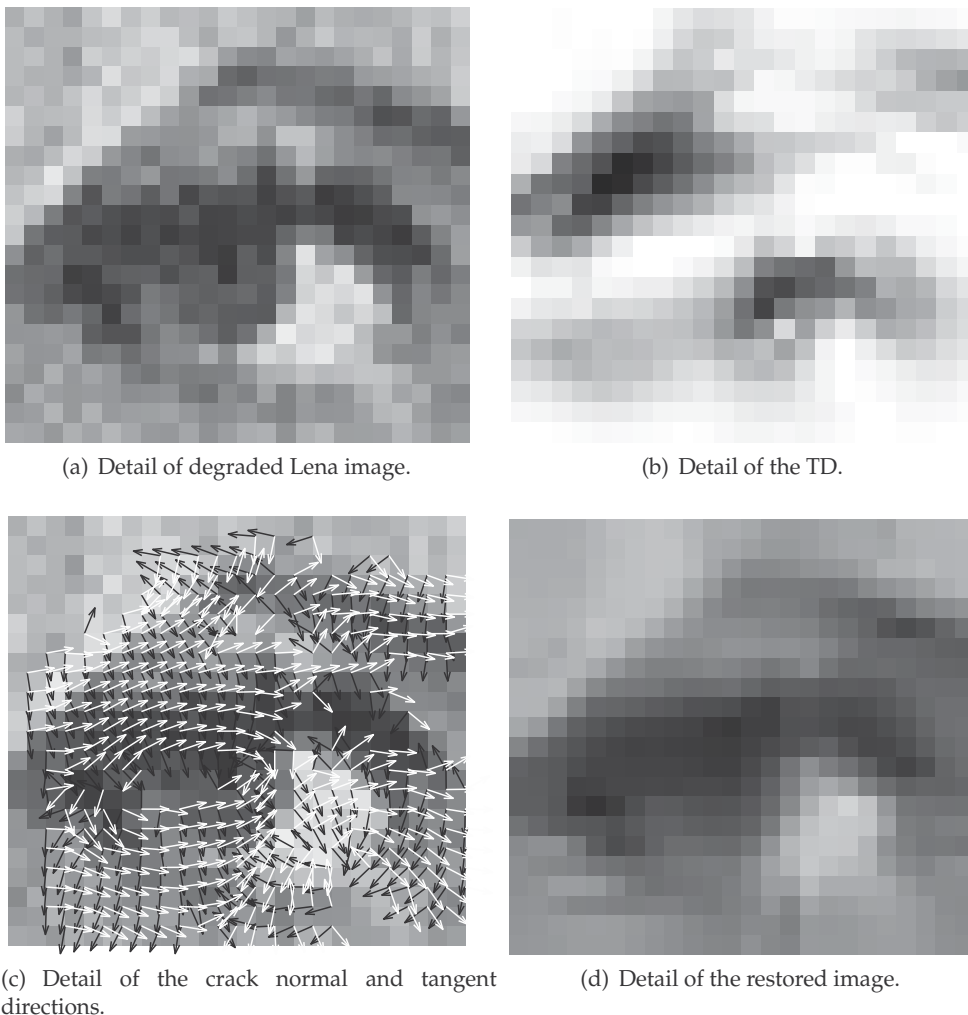 (a) Detail of degraded Lena image.
(b) Detail of the TD.
(c) Detail of the crack normal and tangent
directions.
(d) Detail of the restored image.